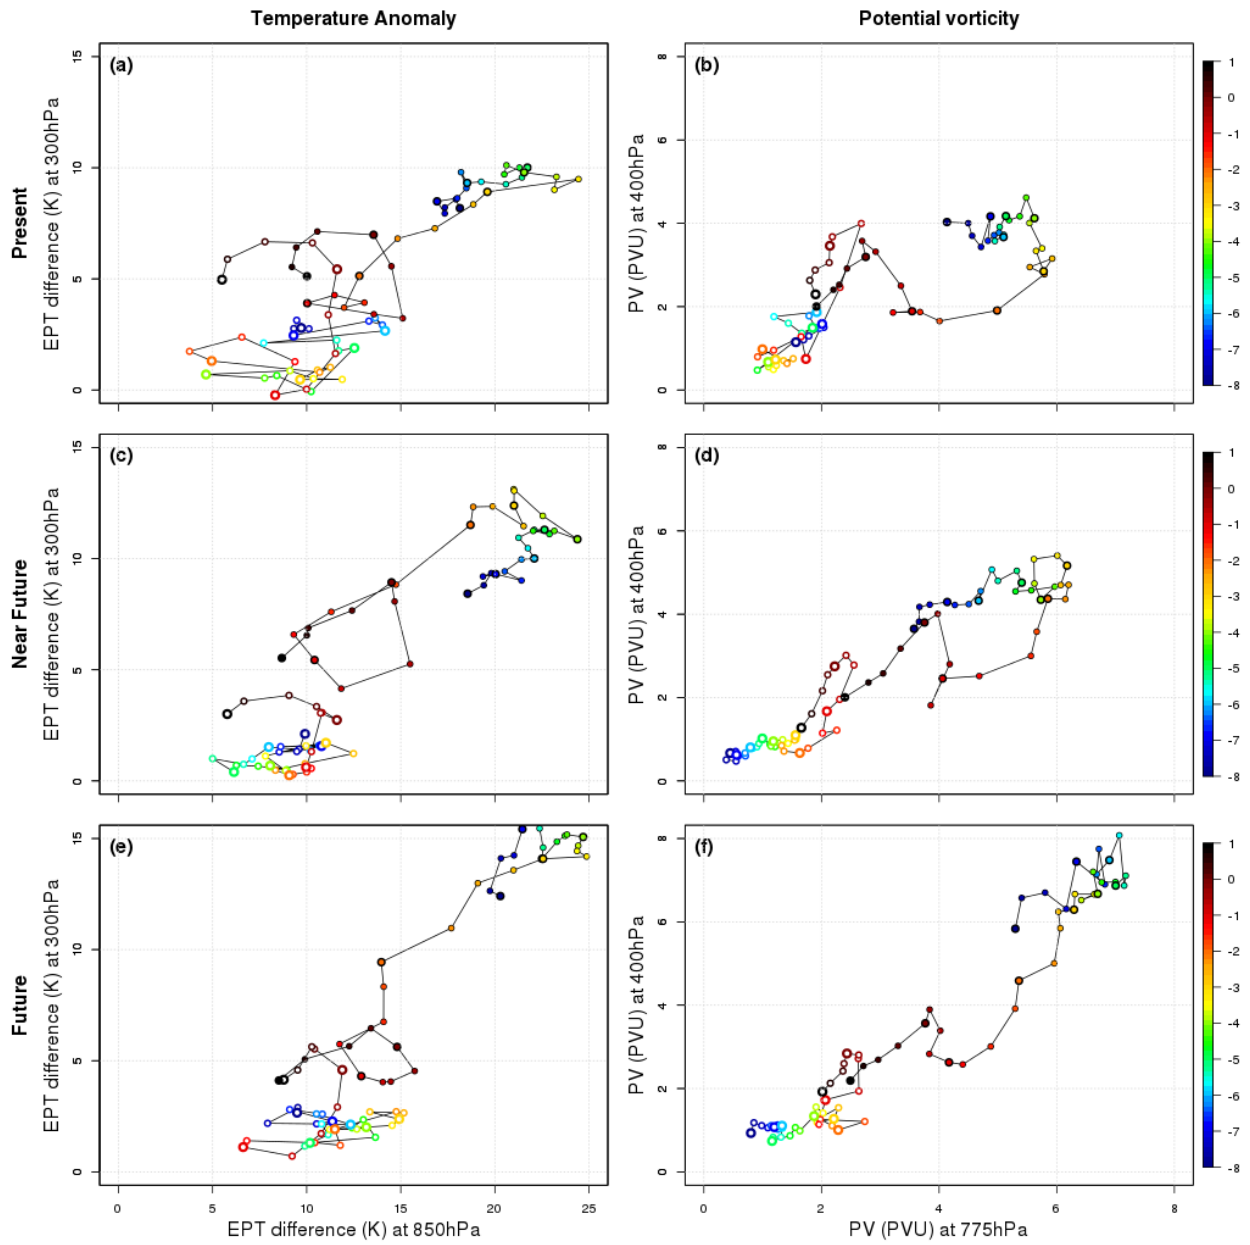 Temperature Anomaly
Potential vorticity
Present
EPT difference (K) at 300hPa
15
10
5
0
(a)
PV (PVU) at 400hPa
8
6
4
2
0
(b)
1
0
-1
-2
-3
-4
-5
-6
-7
-8
Near Future
EPT difference (K) at 300hPa
15
10
5
0
(c)
PV (PVU) at 400hPa
8
6
4
2
0
(d)
1
0
-1
-2
-3
-4
-5
-6
-7
-8
Future
EPT difference (K) at 300hPa
15
10
5
0
(e)
PV (PVU) at 400hPa
8
6
4
2
0
(f)
1
0
-1
-2
-3
-4
-5
-6
-7
-8
0 5 10 15 20 25
0 2 4 6 8
EPT difference (K) at 850hPa
PV (PVU) at 775hPa